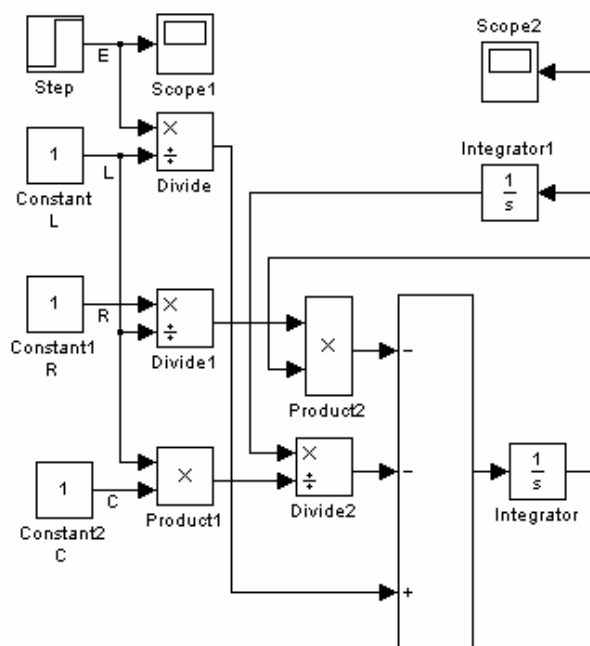 E
Step
Scope1
Scope2
1
L
Constant
L
×
÷
Divide
Integrator1
1
s
1
R
Constant1
R
×
÷
Divide1
×
Product2
−
1
C
Constant2
C
×
Product1
×
÷
Divide2
−
+
1
s
Integrator